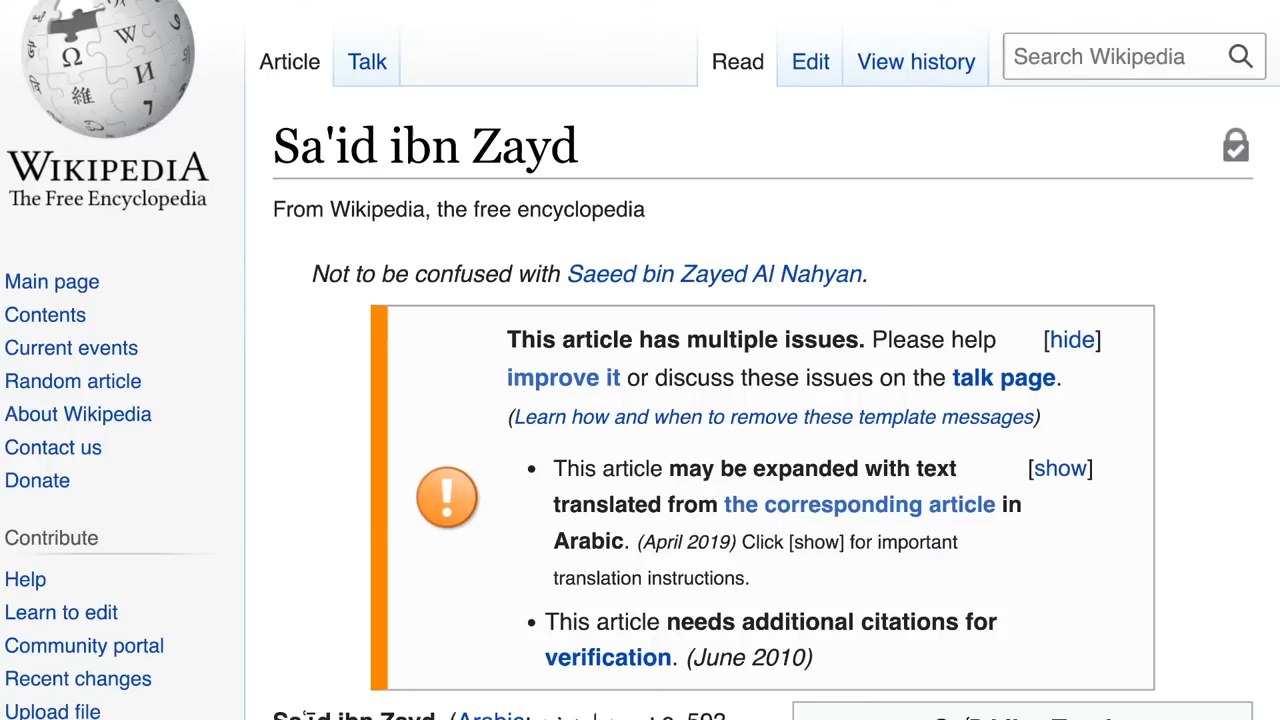 Article
Talk
Read
Edit
View history
Search Wikipedia
WIKIPEDIA
The Free Encyclopedia
Sa'id ibn Zayd
From Wikipedia, the free encyclopedia
Not to be confused with Saeed bin Zayed Al Nahyan.
Main page
Contents
Current events
Random article
About Wikipedia
Contact us
Donate
Contribute
Help
Learn to edit
Community portal
Recent changes
Upload file
This article has multiple issues. Please help [hide]
improve it or discuss these issues on the talk page.
(Learn how and when to remove these template messages)
• This article may be expanded with text [show]
translated from the corresponding article in
Arabic. (April 2019) Click [show] for important
translation instructions.
• This article needs additional citations for
verification. (June 2010)